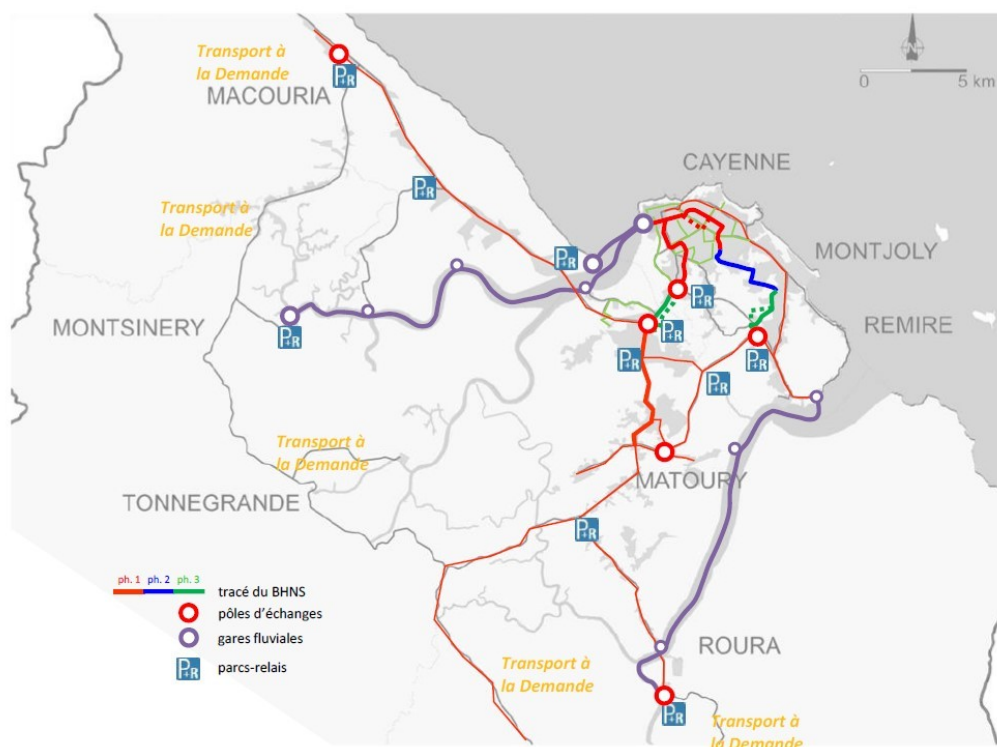 Transport à
la Demande
P+R
MACOURIA
N
0 5 km
CAYENNE
P+R
Transport à
la Demande
P+R
MONTJOLY
P+R
MONTSINERY
P+R
P+R
REMIRE
P+R
P+R
P+R
Transport à
la Demande
MATOURY
TONNEGRANDE
P+R
ph. 1 ph. 2 ph. 3
tracé du BHNS
pôles d'échanges
gares fluviales
P+R
parcs-relais
ROURA
Transport à
la Demande
P+R
Transport à
la Demande